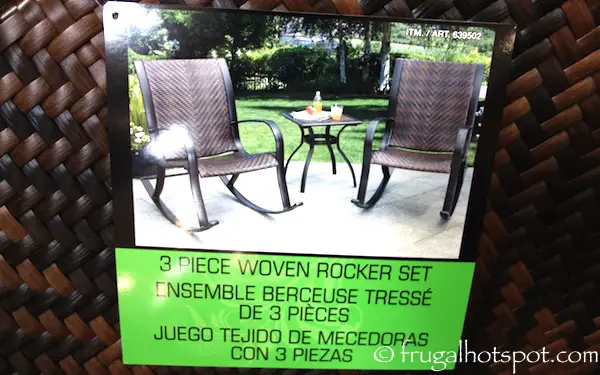 ITM. / ART. 639502
3 PIECE WOVEN ROCKER SET
ENSEMBLE BERCEUSE TRESSÉ
DE 3 PIÈCES
JUEGO TEJIDO DE MECEDORAS
CON 3 PIEZAS
© frugalhotspot.com